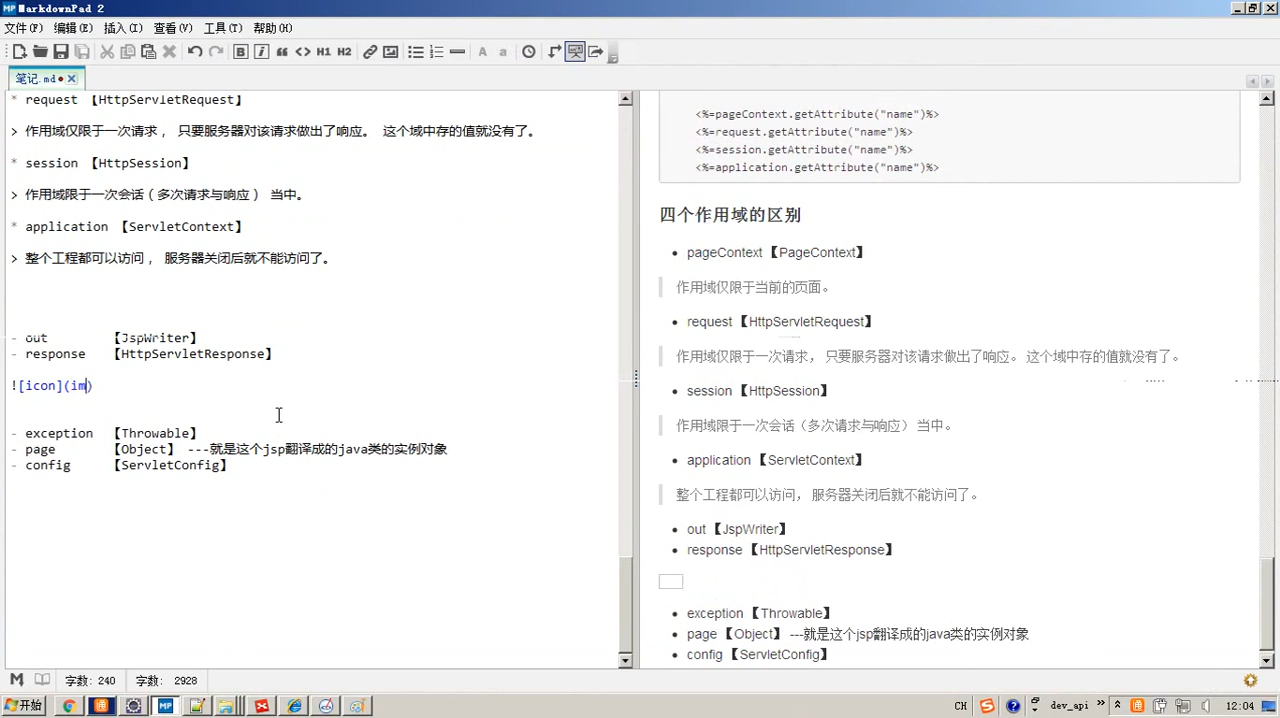 MarkdownPad 2
文件(F) 编辑(E) 插入(I) 查看(V) 工具(T) 帮助(H)
B i “ <> H1 H2 A a
笔记.md
* request 【HttpServletRequest】
> 作用域仅限于一次请求， 只要服务器对该请求做出了响应。 这个域中存的值就没有了。
* session 【HttpSession】
> 作用域限于一次会话（多次请求与响应） 当中。
* application 【ServletContext】
> 整个工程都可以访问， 服务器关闭后就不能访问了。
- out 【JspWriter】
- response 【HttpServletResponse】
![icon](im)
- exception 【Throwable】
- page 【Object】 ---就是这个jsp翻译成的java类的实例对象
- config 【ServletConfig】
<%=pageContext.getAttribute("name")%>
<%=request.getAttribute("name")%>
<%=session.getAttribute("name")%>
<%=application.getAttribute("name")%>
四个作用域的区别
• pageContext【PageContext】
作用域仅限于当前的页面。
• request【HttpServletRequest】
作用域仅限于一次请求， 只要服务器对该请求做出了响应。 这个域中存的值就没有了。
• session【HttpSession】
作用域限于一次会话（多次请求与响应） 当中。
• application【ServletContext】
整个工程都可以访问， 服务器关闭后就不能访问了。
• out【JspWriter】
• response【HttpServletResponse】
• exception【Throwable】
• page【Object】 ---就是这个jsp翻译成的java类的实例对象
• config【ServletConfig】
字数: 240 字数: 2928
开始 CH dev_api » 12:04